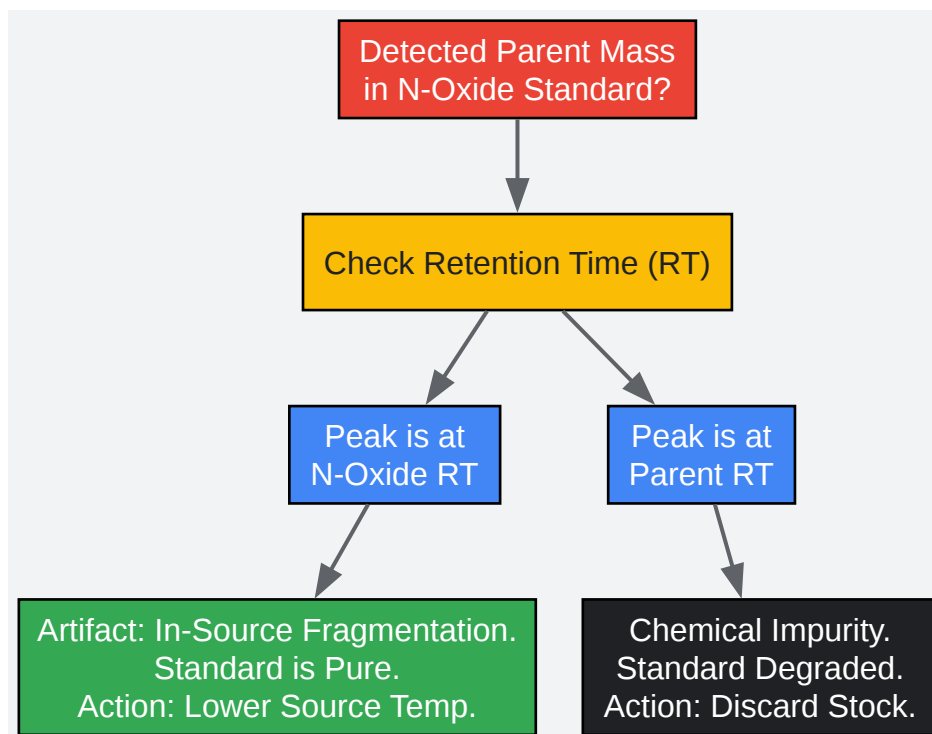 Detected Parent Mass
in N-Oxide Standard?
Check Retention Time (RT)
Peak is at
N-Oxide RT
Peak is at
Parent RT
Artifact: In-Source Fragmentation.
Standard is Pure.
Action: Lower Source Temp.
Chemical Impurity.
Standard Degraded.
Action: Discard Stock.